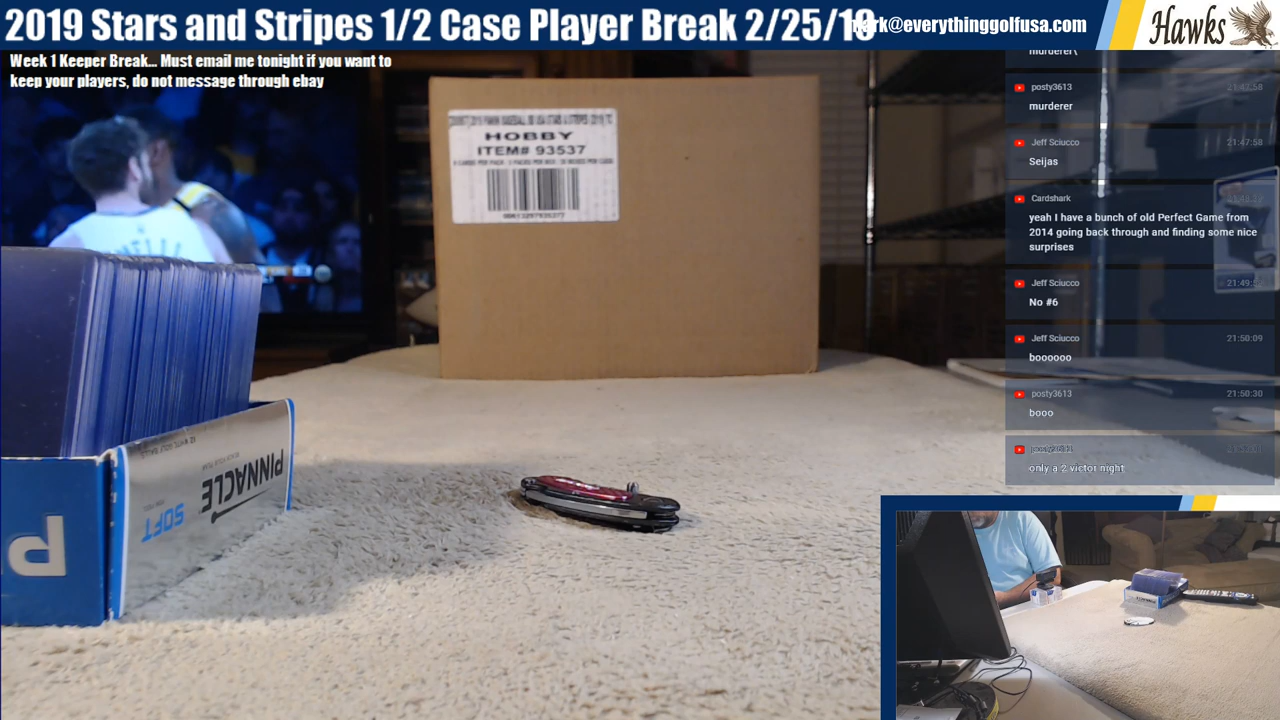 2019 Stars and Stripes 1/2 Case Player Break 2/25/19
mark@everythinggolfusa.com
Hawks
Week 1 Keeper Break... Must email me tonight if you want to
keep your players, do not message through ebay
HOBBY
ITEM# 93537
PINNACLE
SOFT
P
murderer
posty3613 21:47:58
murderer
Jeff Sciucco 21:47:58
Seijas
Cardshark
yeah I have a bunch of old Perfect Game from
2014 going back through and finding some nice
surprises
Jeff Sciucco
No #6
Jeff Sciucco 21:50:09
boooooo
posty3613 21:50:30
booo
posty3613
only a 2 victor night